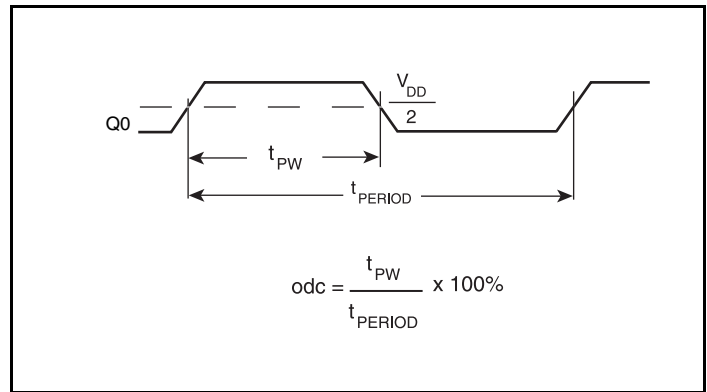 Q0
V_DD
2
t_PW
t_PERIOD
odc = t_PW
t_PERIOD
x 100%